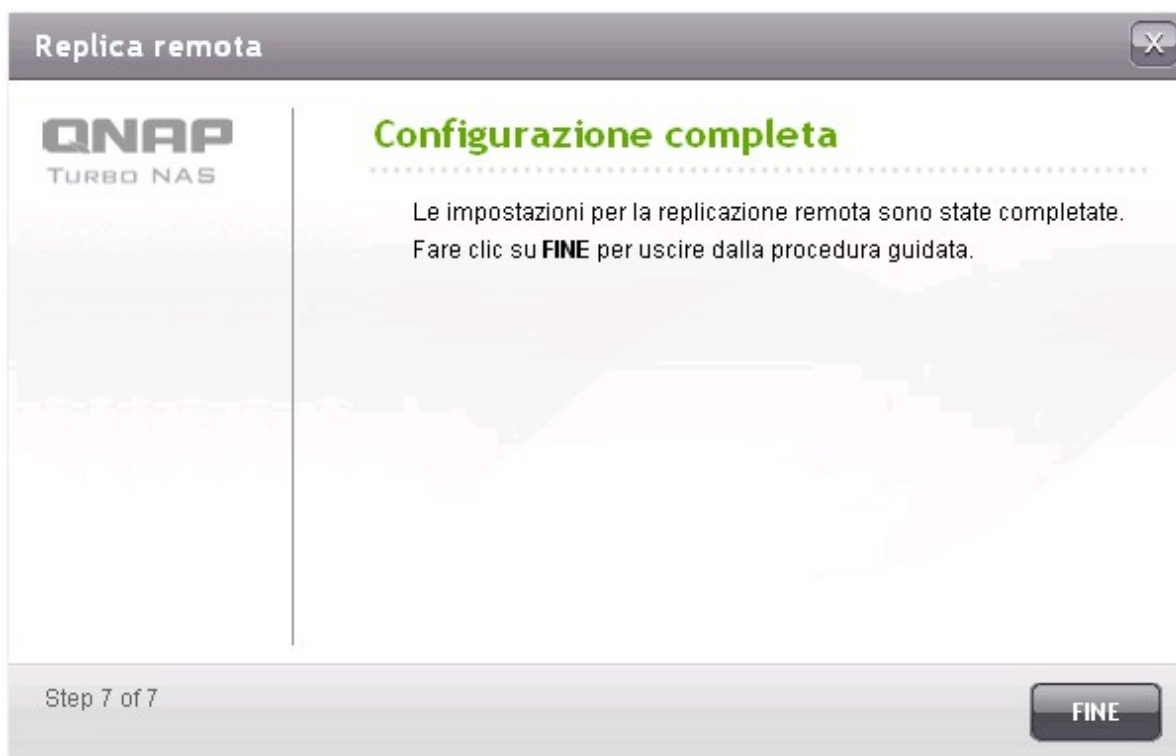 Replica remota
X
QNAP
TURBO NAS
Configurazione completa
Le impostazioni per la replicazione remota sono state completate.
Fare clic su FINE per uscire dalla procedura guidata.
Step 7 of 7
FINE